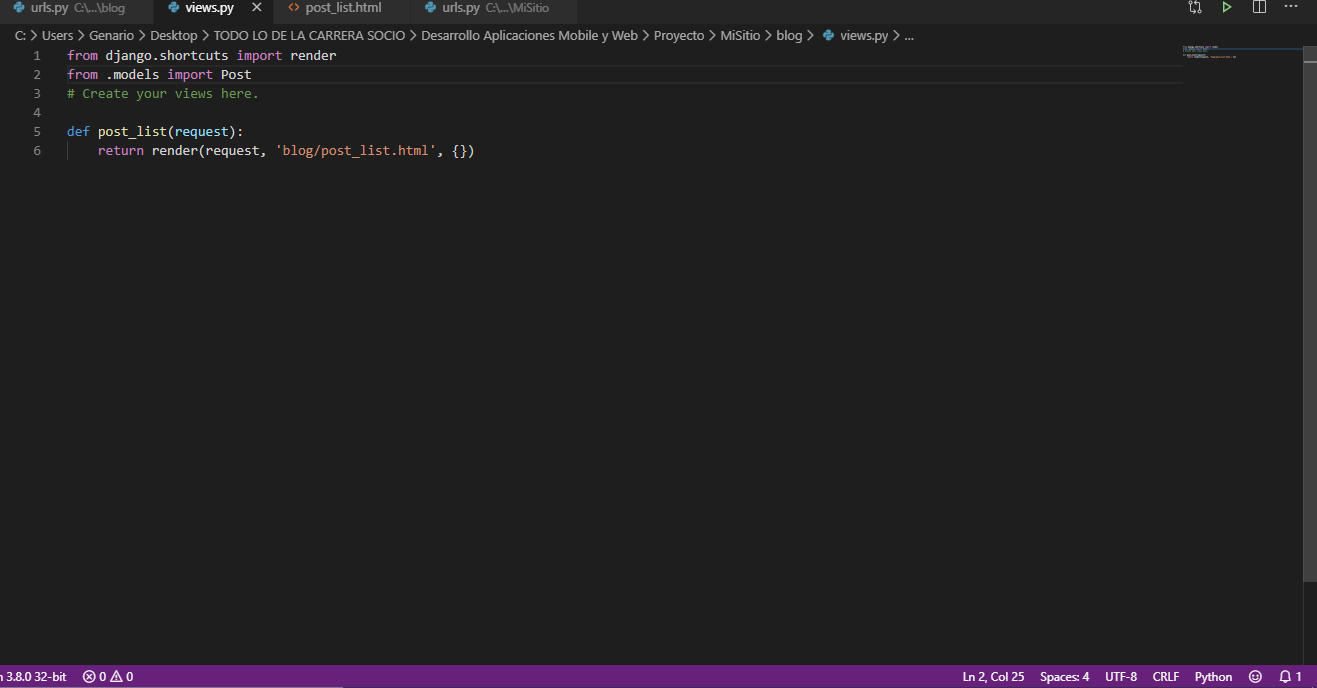 urls.py C:\...\blog views.py post_list.html urls.py C:\...\MiSitio
C: > Users > Genario > Desktop > TODO LO DE LA CARRERA SOCIO > Desarrollo Aplicaciones Mobile y Web > Proyecto > MiSitio > blog > views.py > ...
1 from django.shortcuts import render
2 from .models import Post
3 # Create your views here.
4
5 def post_list(request):
6 return render(request, 'blog/post_list.html', {})
3.8.0 32-bit 0 0 Ln 2, Col 25 Spaces: 4 UTF-8 CRLF Python 1